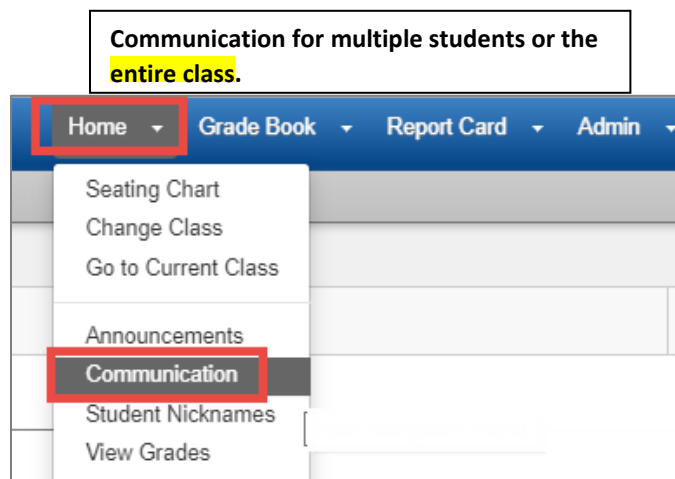 Communication for multiple students or the
entire class.
Home Grade Book Report Card Admin
Seating Chart
Change Class
Go to Current Class
Announcements
Communication
Student Nicknames
View Grades